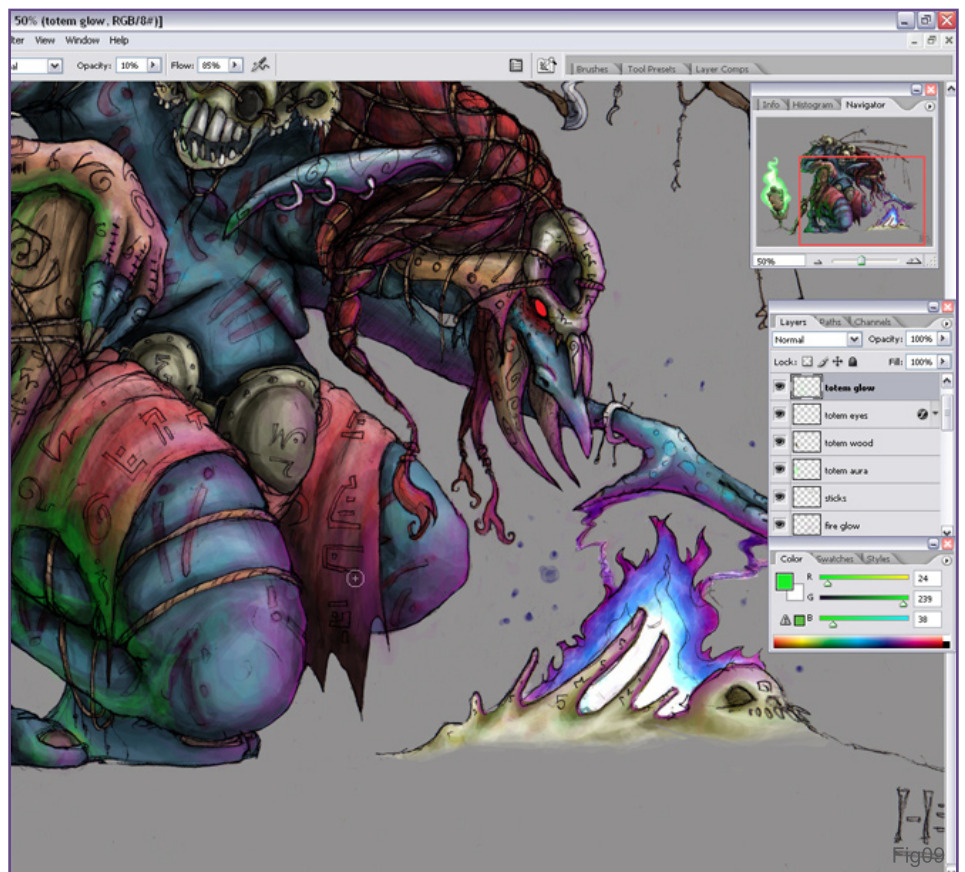 50% (totem glow, RGB/8#)]
ter View Window Help
al Opacity: 10% Flow: 85% Brushes Tool Presets Layer Comps
Info Histogram Navigator
50%
Layers Paths Channels
Normal Opacity: 100%
Lock: Fill: 100%
totem glow
totem eyes
totem wood
totem aura
sticks
fire glow
Color Swatches Styles
R 24
G 239
B 38
Fig09